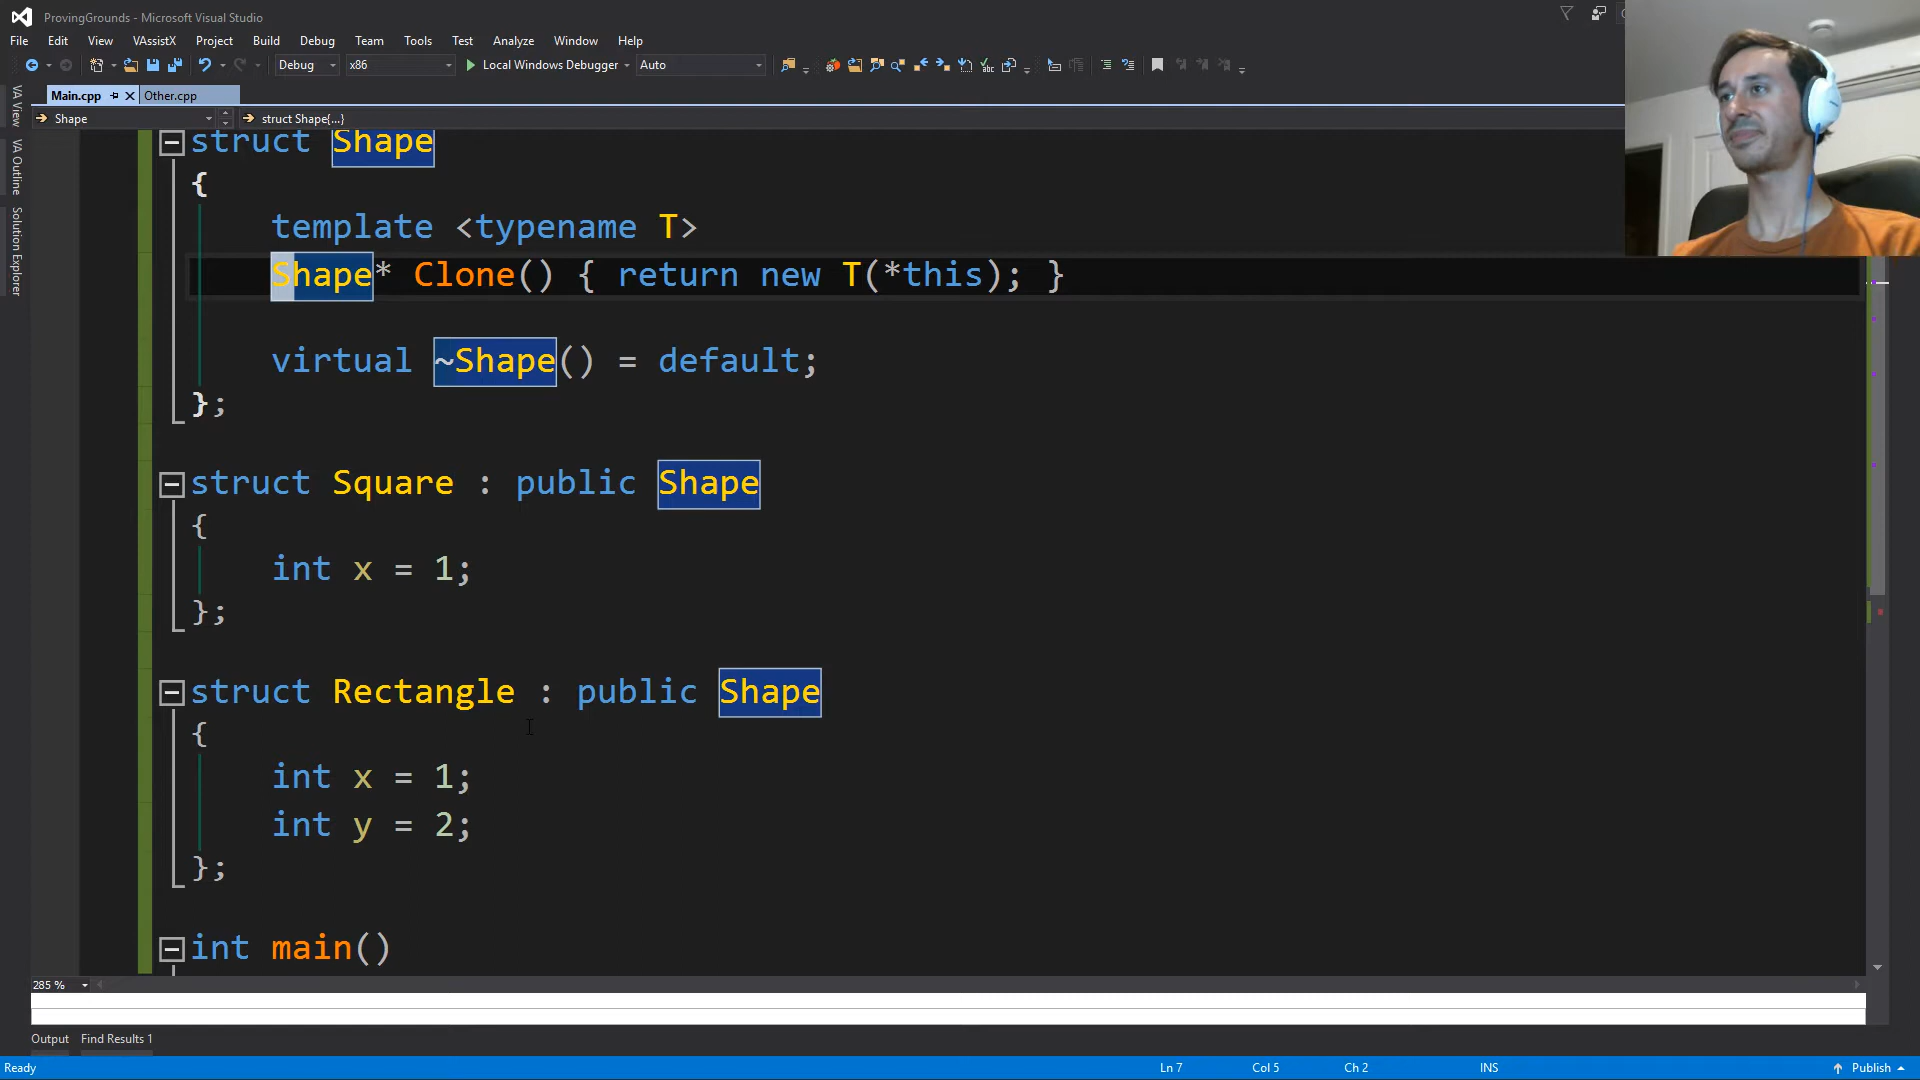 ProvingGrounds - Microsoft Visual Studio
File Edit View VAssistX Project Build Debug Team Tools Test Analyze Window Help
Debug x86 Local Windows Debugger Auto
Main.cpp Other.cpp
Shape struct Shape{...}
VA View
VA Outline
Solution Explorer
struct Shape
{
template <typename T>
Shape* Clone() { return new T(*this); }
virtual ~Shape() = default;
};
struct Square : public Shape
{
int x = 1;
};
struct Rectangle : public Shape
{
int x = 1;
int y = 2;
};
int main()
285 %
Output Find Results 1
Ready Ln 7 Col 5 Ch 2 INS Publish